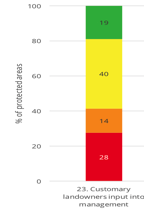 100
80
60
40
20
0
% of protected areas
19
40
14
28
23. Customary
landowners input into
management